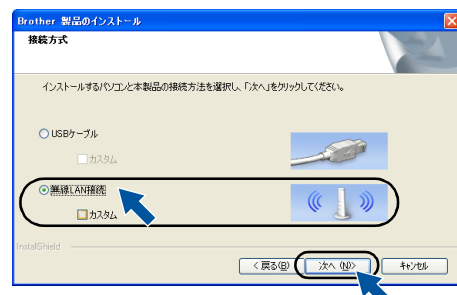 Brother 製品のインストール
接続方式
インストールするパソコンと本製品の接続方法を選択し、「次へ」をクリックしてください。
USBケーブル
カスタム
無線LAN接続
カスタム
InstallShield
< 戻る(B)
次へ (N)>
キャンセル